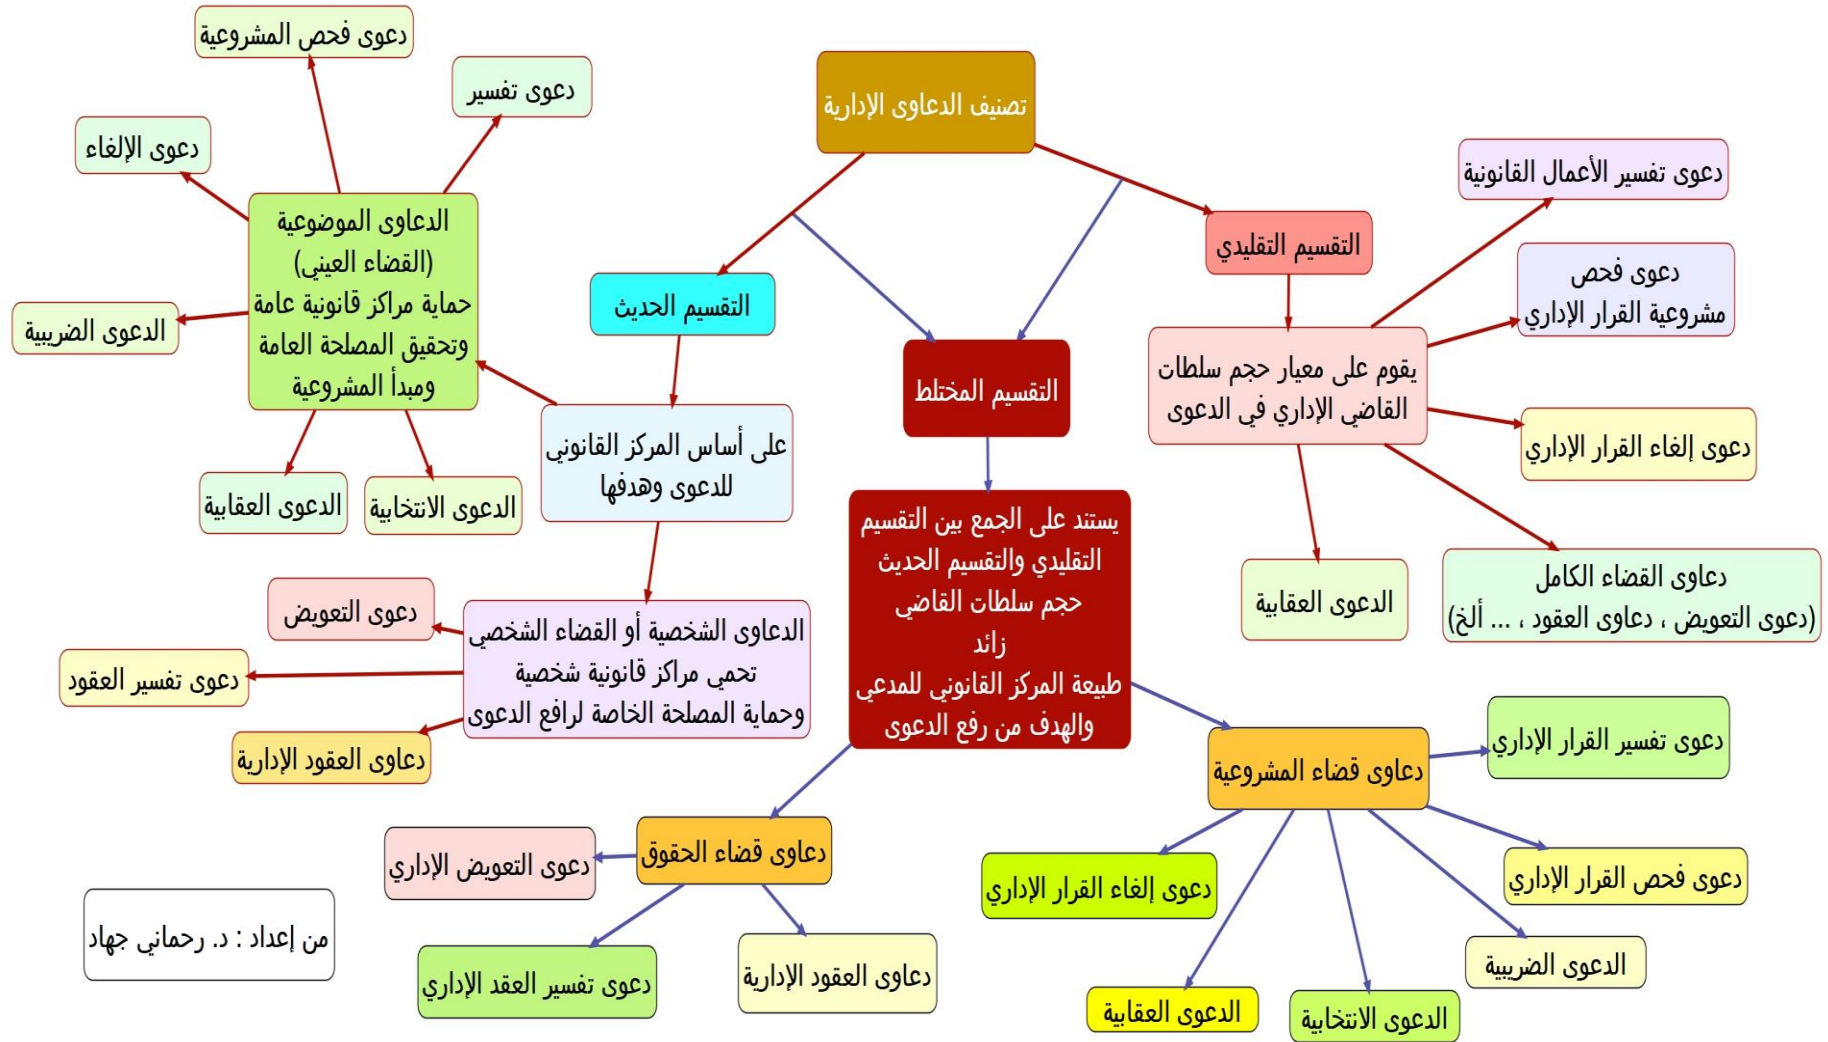 تصنيف الدعاوى الإدارية
التقسيم التقليدي
يقوم على معيار حجم سلطات
القاضي الإداري في الدعوى
دعوى تفسير الأعمال القانونية
دعوى فحص
مشروعية القرار الإداري
دعوى إلغاء القرار الإداري
دعاوى القضاء الكامل
(دعوى التعويض ، دعاوى العقود ، ... ألخ)
الدعوى العقابية
التقسيم الحديث
على أساس المركز القانوني
للدعوى وهدفها
الدعاوى الموضوعية
(القضاء العيني)
حماية مراكز قانونية عامة
وتحقيق المصلحة العامة
ومبدأ المشروعية
دعوى تفسير
دعوى فحص المشروعية
دعوى الإلغاء
الدعوى الضريبية
الدعوى العقابية
الدعوى الانتخابية
الدعاوى الشخصية أو القضاء الشخصي
تحمي مراكز قانونية شخصية
وحماية المصلحة الخاصة لرافع الدعوى
دعوى التعويض
دعوى تفسير العقود
دعاوى العقود الإدارية
التقسيم المختلط
يستند على الجمع بين التقسيم
التقليدي والتقسيم الحديث
حجم سلطات القاضي
زائد
طبيعة المركز القانوني للمدعي
والهدف من رفع الدعوى
دعاوى قضاء المشروعية
دعوى تفسير القرار الإداري
دعوى فحص القرار الإداري
الدعوى الضريبية
الدعوى الانتخابية
الدعوى العقابية
دعوى إلغاء القرار الإداري
دعاوى قضاء الحقوق
دعوى التعويض الإداري
دعوى تفسير العقد الإداري
دعاوى العقود الإدارية
من إعداد : د. رحماني جهاد